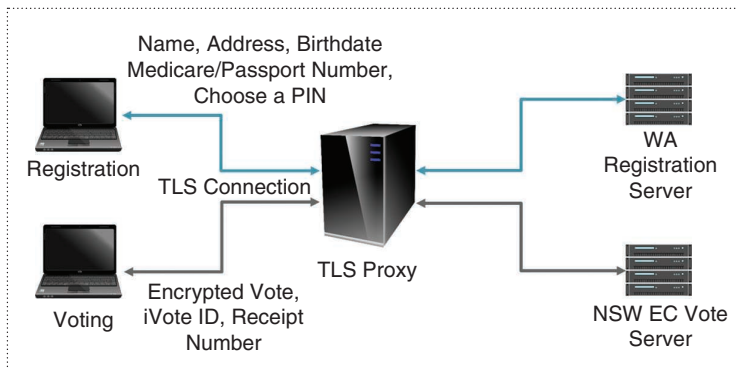 Name, Address, Birthdate
Medicare/Passport Number,
Choose a PIN
Registration
TLS Connection
WA
Registration
Server
TLS Proxy
Voting
Encrypted Vote,
iVote ID, Receipt
Number
NSW EC Vote
Server